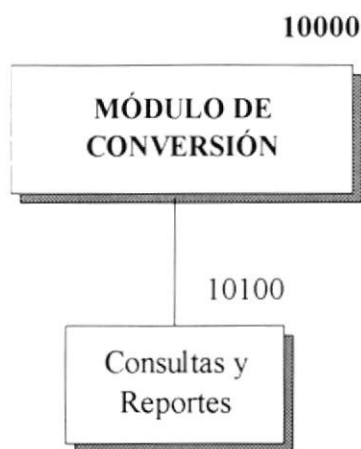 10000
MÓDULO DE
CONVERSIÓN
10100
Consultas y
Reportes